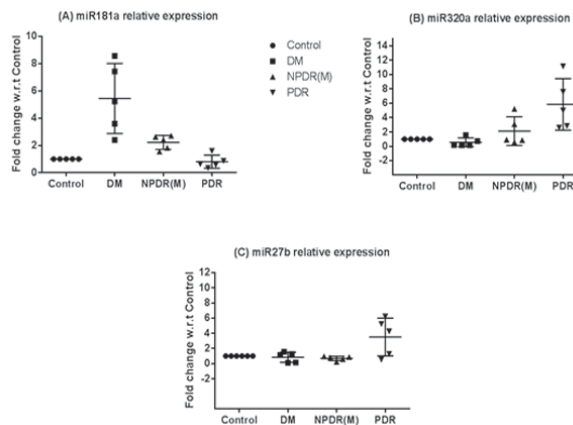 (A) miR181a relative expression
Fold change w.r.t Control
10
8
6
4
2
0
Control DM NPDR(M) PDR
Control
DM
NPDR(M)
PDR
(B) miR320a relative expression
Fold change w.r.t Control
14
12
10
8
6
4
2
0
-2
Control DM NPDR(M) PDR
(C) miR27b relative expression
Fold change w.r.t Control
12
10
8
6
4
2
0
-2
Control DM NPDR(M) PDR